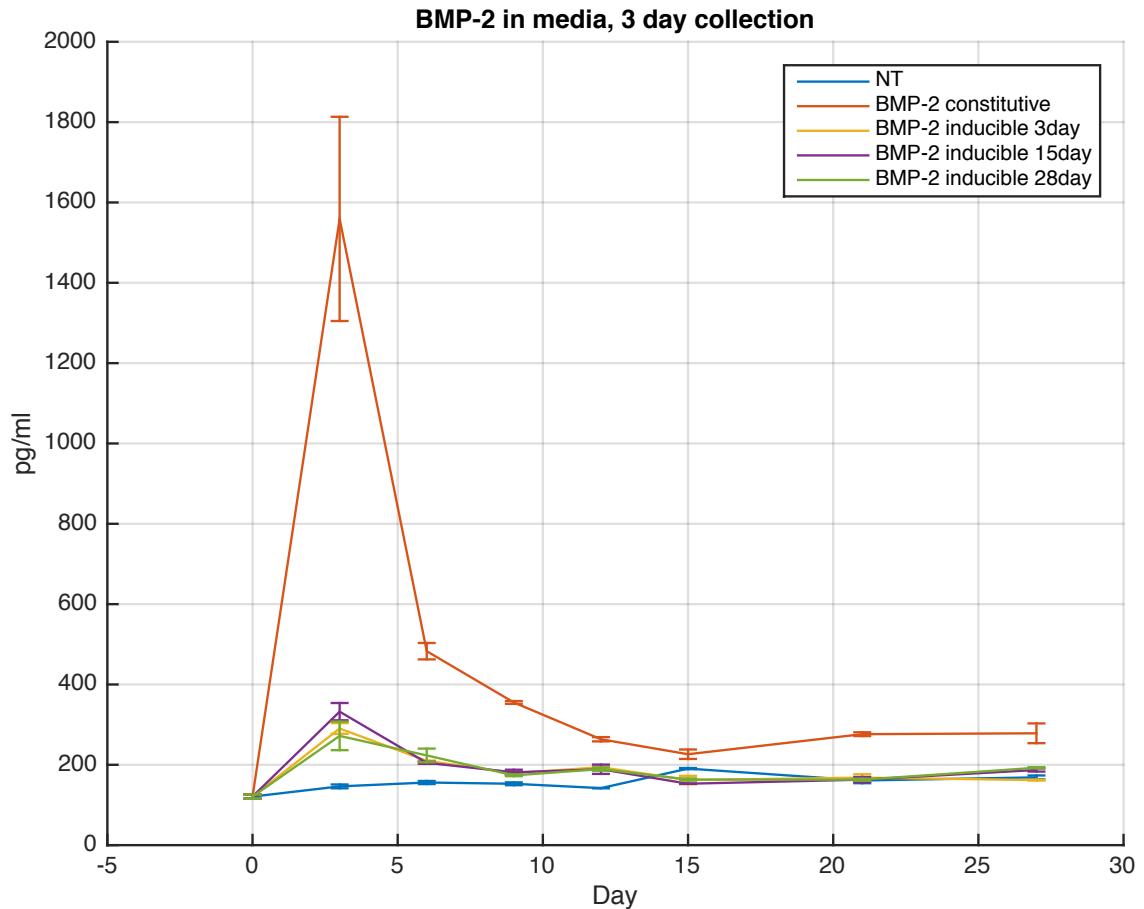 BMP-2 in media, 3 day collection
2000
1800
1600
1400
1200
1000
800
600
400
200
0
pg/ml
NT
BMP-2 constitutive
BMP-2 inducible 3day
BMP-2 inducible 15day
BMP-2 inducible 28day
-5 0 5 10 15 20 25 30
Day